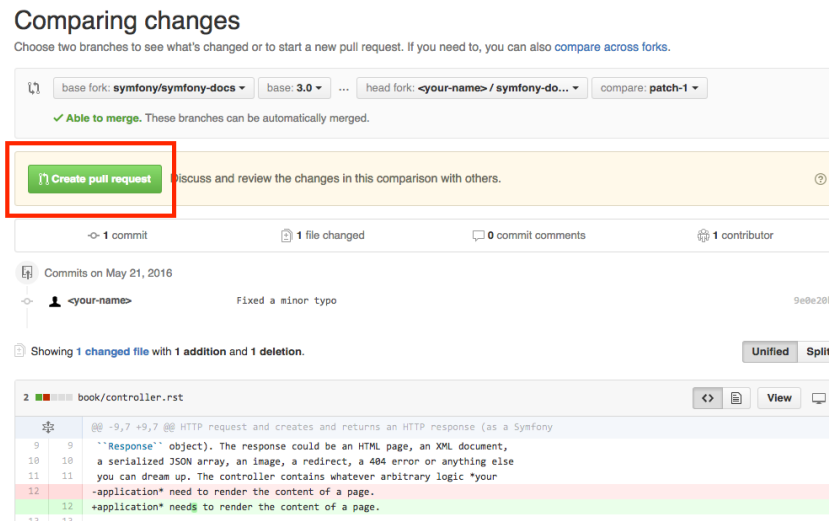 Comparing changes
Choose two branches to see what's changed or to start a new pull request. If you need to, you can also compare across forks.
base fork: symfony/symfony-docs base: 3.0 ... head fork: <your-name> / symfony-do... compare: patch-1
Able to merge. These branches can be automatically merged.
Create pull request Discuss and review the changes in this comparison with others.
1 commit 1 file changed 0 commit comments 1 contributor
Commits on May 21, 2016
<your-name> Fixed a minor typo
Showing 1 changed file with 1 addition and 1 deletion. Unified Split
2 book/controller.rst View
@@ -9,7 +9,7 @@ HTTP request and creates and returns an HTTP response (as a Symfony
9 9 ``Response`` object). The response could be an HTML page, an XML document,
10 10 a serialized JSON array, an image, a redirect, a 404 error or anything else
11 11 you can dream up. The controller contains whatever arbitrary logic *your
12 -application* need to render the content of a page.
12 +application* needs to render the content of a page.
13 13